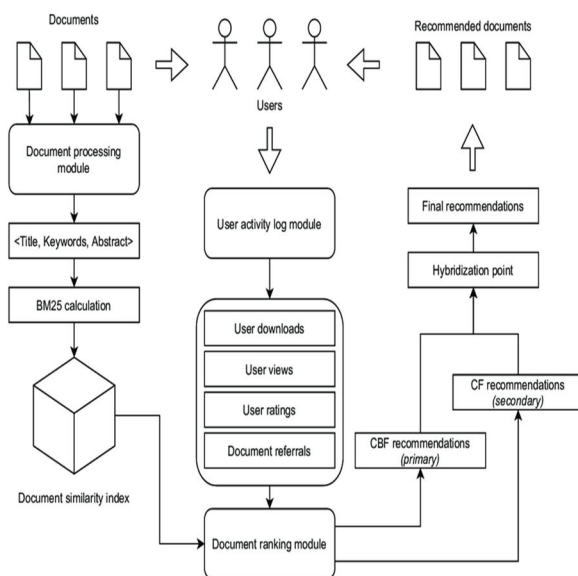 Documents
Users
Recommended documents
Document processing
module
<Title, Keywords, Abstract>
BM25 calculation
Document similarity index
User activity log module
User downloads
User views
User ratings
Document referrals
Document ranking module
Final recommendations
Hybridization point
CF recommendations
(secondary)
CBF recommendations
(primary)